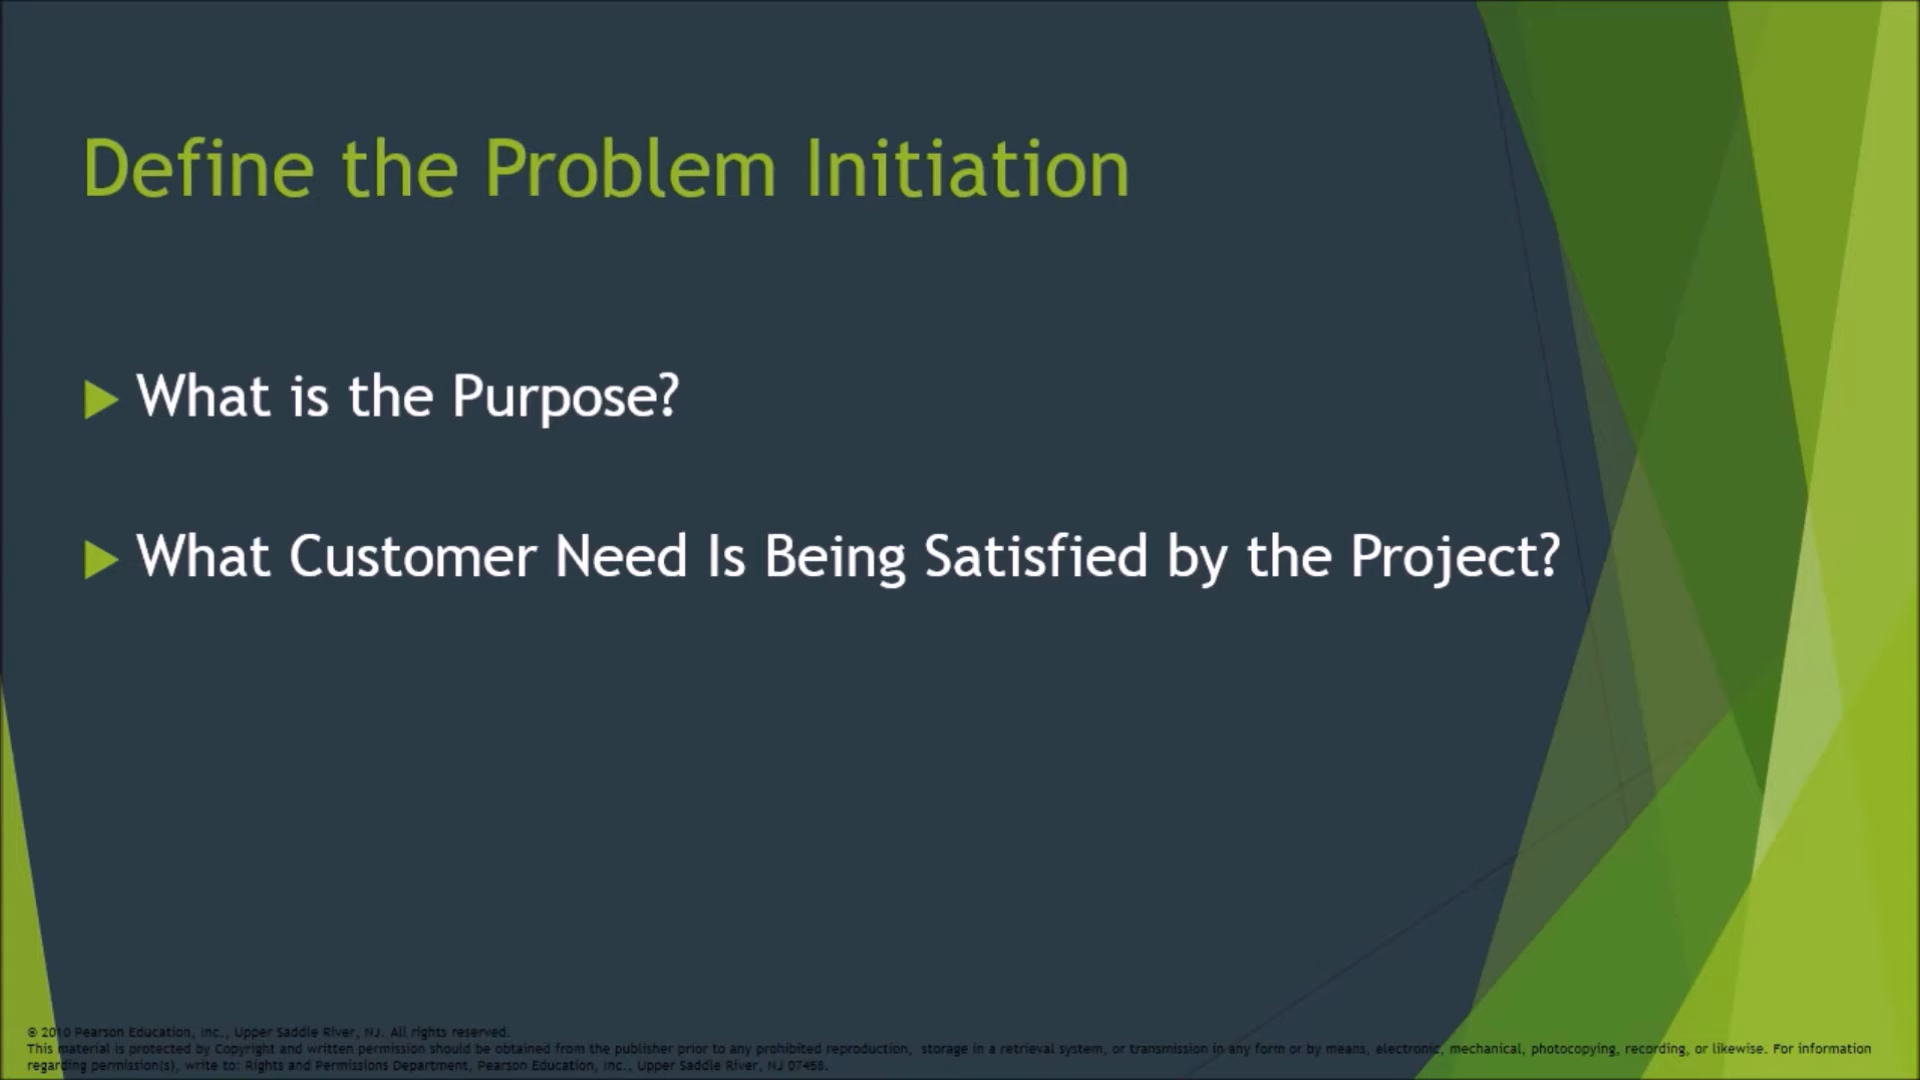 Define the Problem Initiation
What is the Purpose?
What Customer Need Is Being Satisfied by the Project?
© 2010 Pearson Education, Inc., Upper Saddle River, NJ. All rights reserved.
This material is protected by Copyright and written permission should be obtained from the publisher prior to any prohibited reproduction, storage in a retrieval system, or transmission in any form or by means, electronic, mechanical, photocopying, recording, or likewise. For information
regarding permission(s), write to: Rights and Permissions Department, Pearson Education, Inc., Upper Saddle River, NJ 07458.